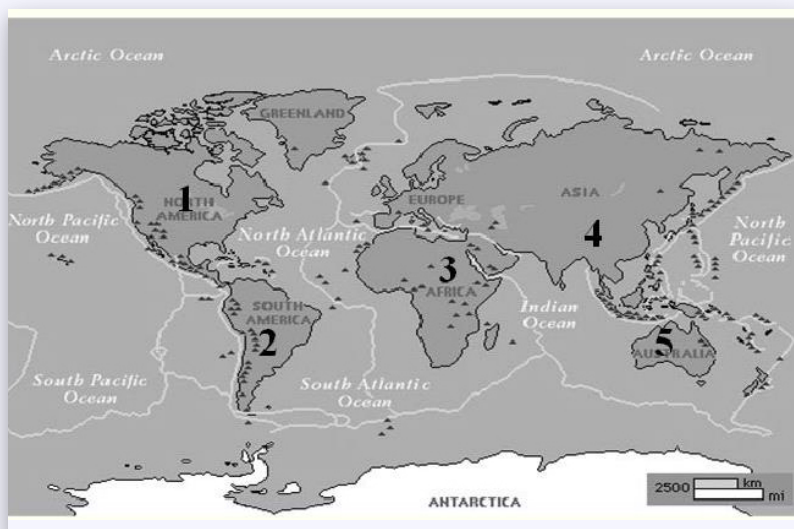 Arctic Ocean
Arctic Ocean
GREENLAND
1
NORTH
AMERICA
EUROPE
ASIA
4
North Pacific
Ocean
North Atlantic
Ocean
North
Pacific
Ocean
3
AFRICA
SOUTH
AMERICA
2
Indian
Ocean
5
AUSTRALIA
South Pacific
Ocean
South Atlantic
Ocean
2500
km
mi
ANTARCTICA